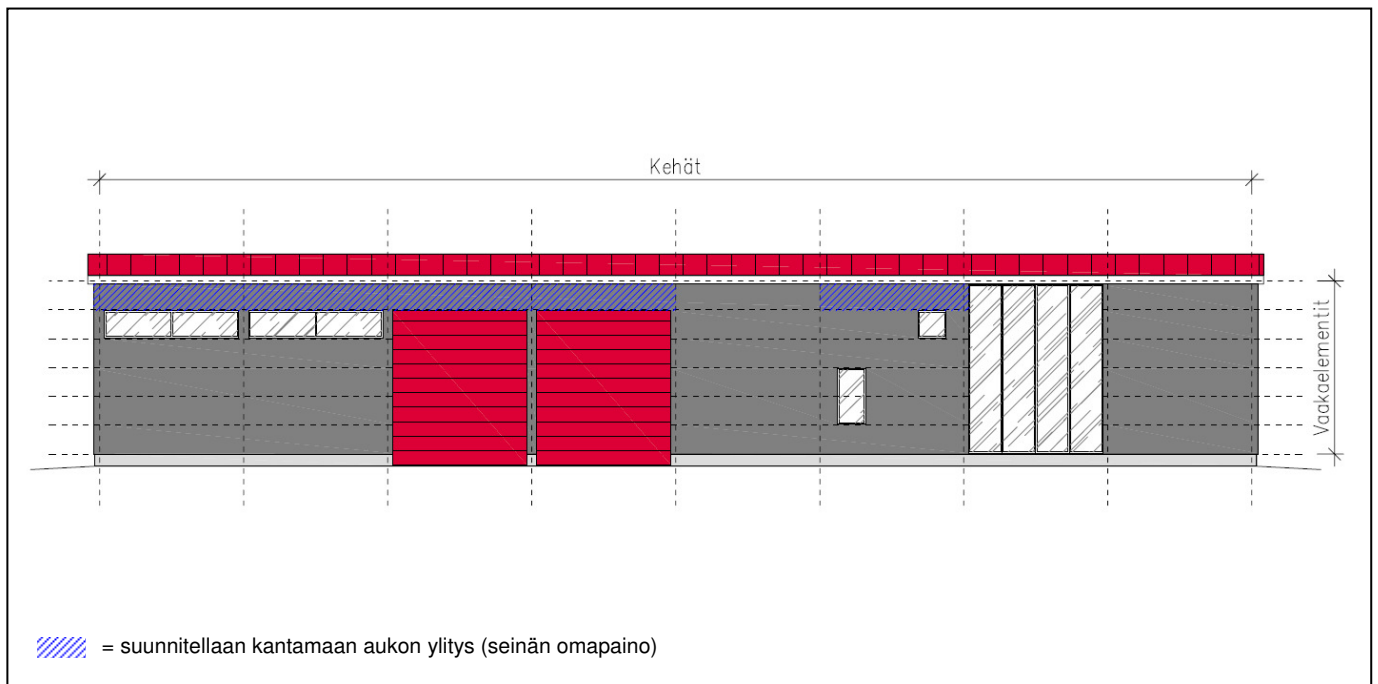 Kehät
Vaakaelementit
= suunnitellaan kantamaan aukon ylitys (seinän omapaino)